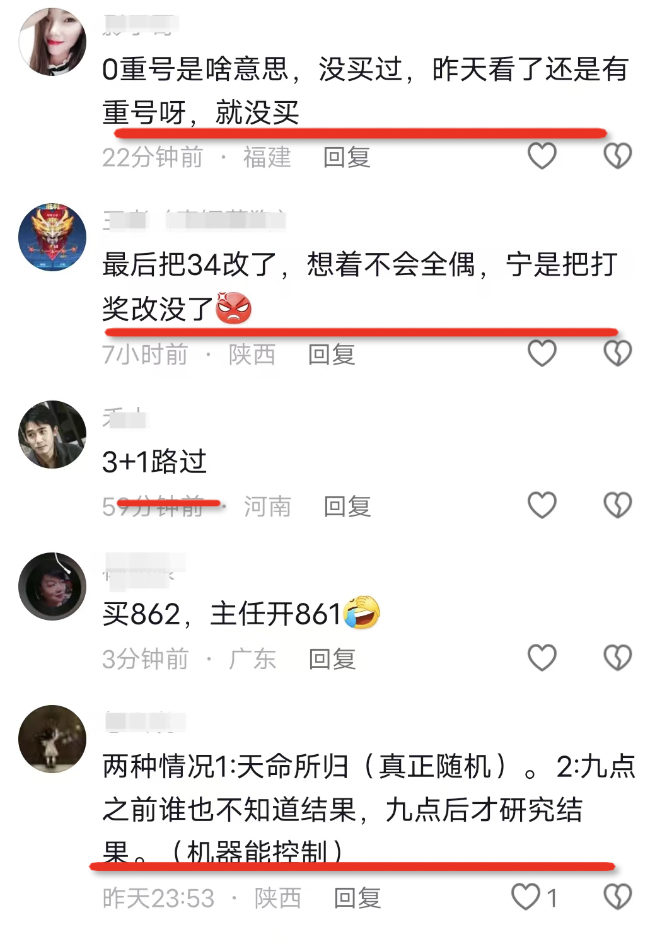 0重号是啥意思，没买过，昨天看了还是有
重号呀，就没买
22分钟前 · 福建 回复
最后把34改了，想着不会全偶，宁是把打
奖改没了
7小时前 · 陕西 回复
3+1路过
59分钟前 · 河南 回复
买862，主任开861
3分钟前 · 广东 回复
两种情况1:天命所归（真正随机）。2:九点
之前谁也不知道结果，九点后才研究结
果。（机器能控制）
昨天23:53 · 陕西 回复 1